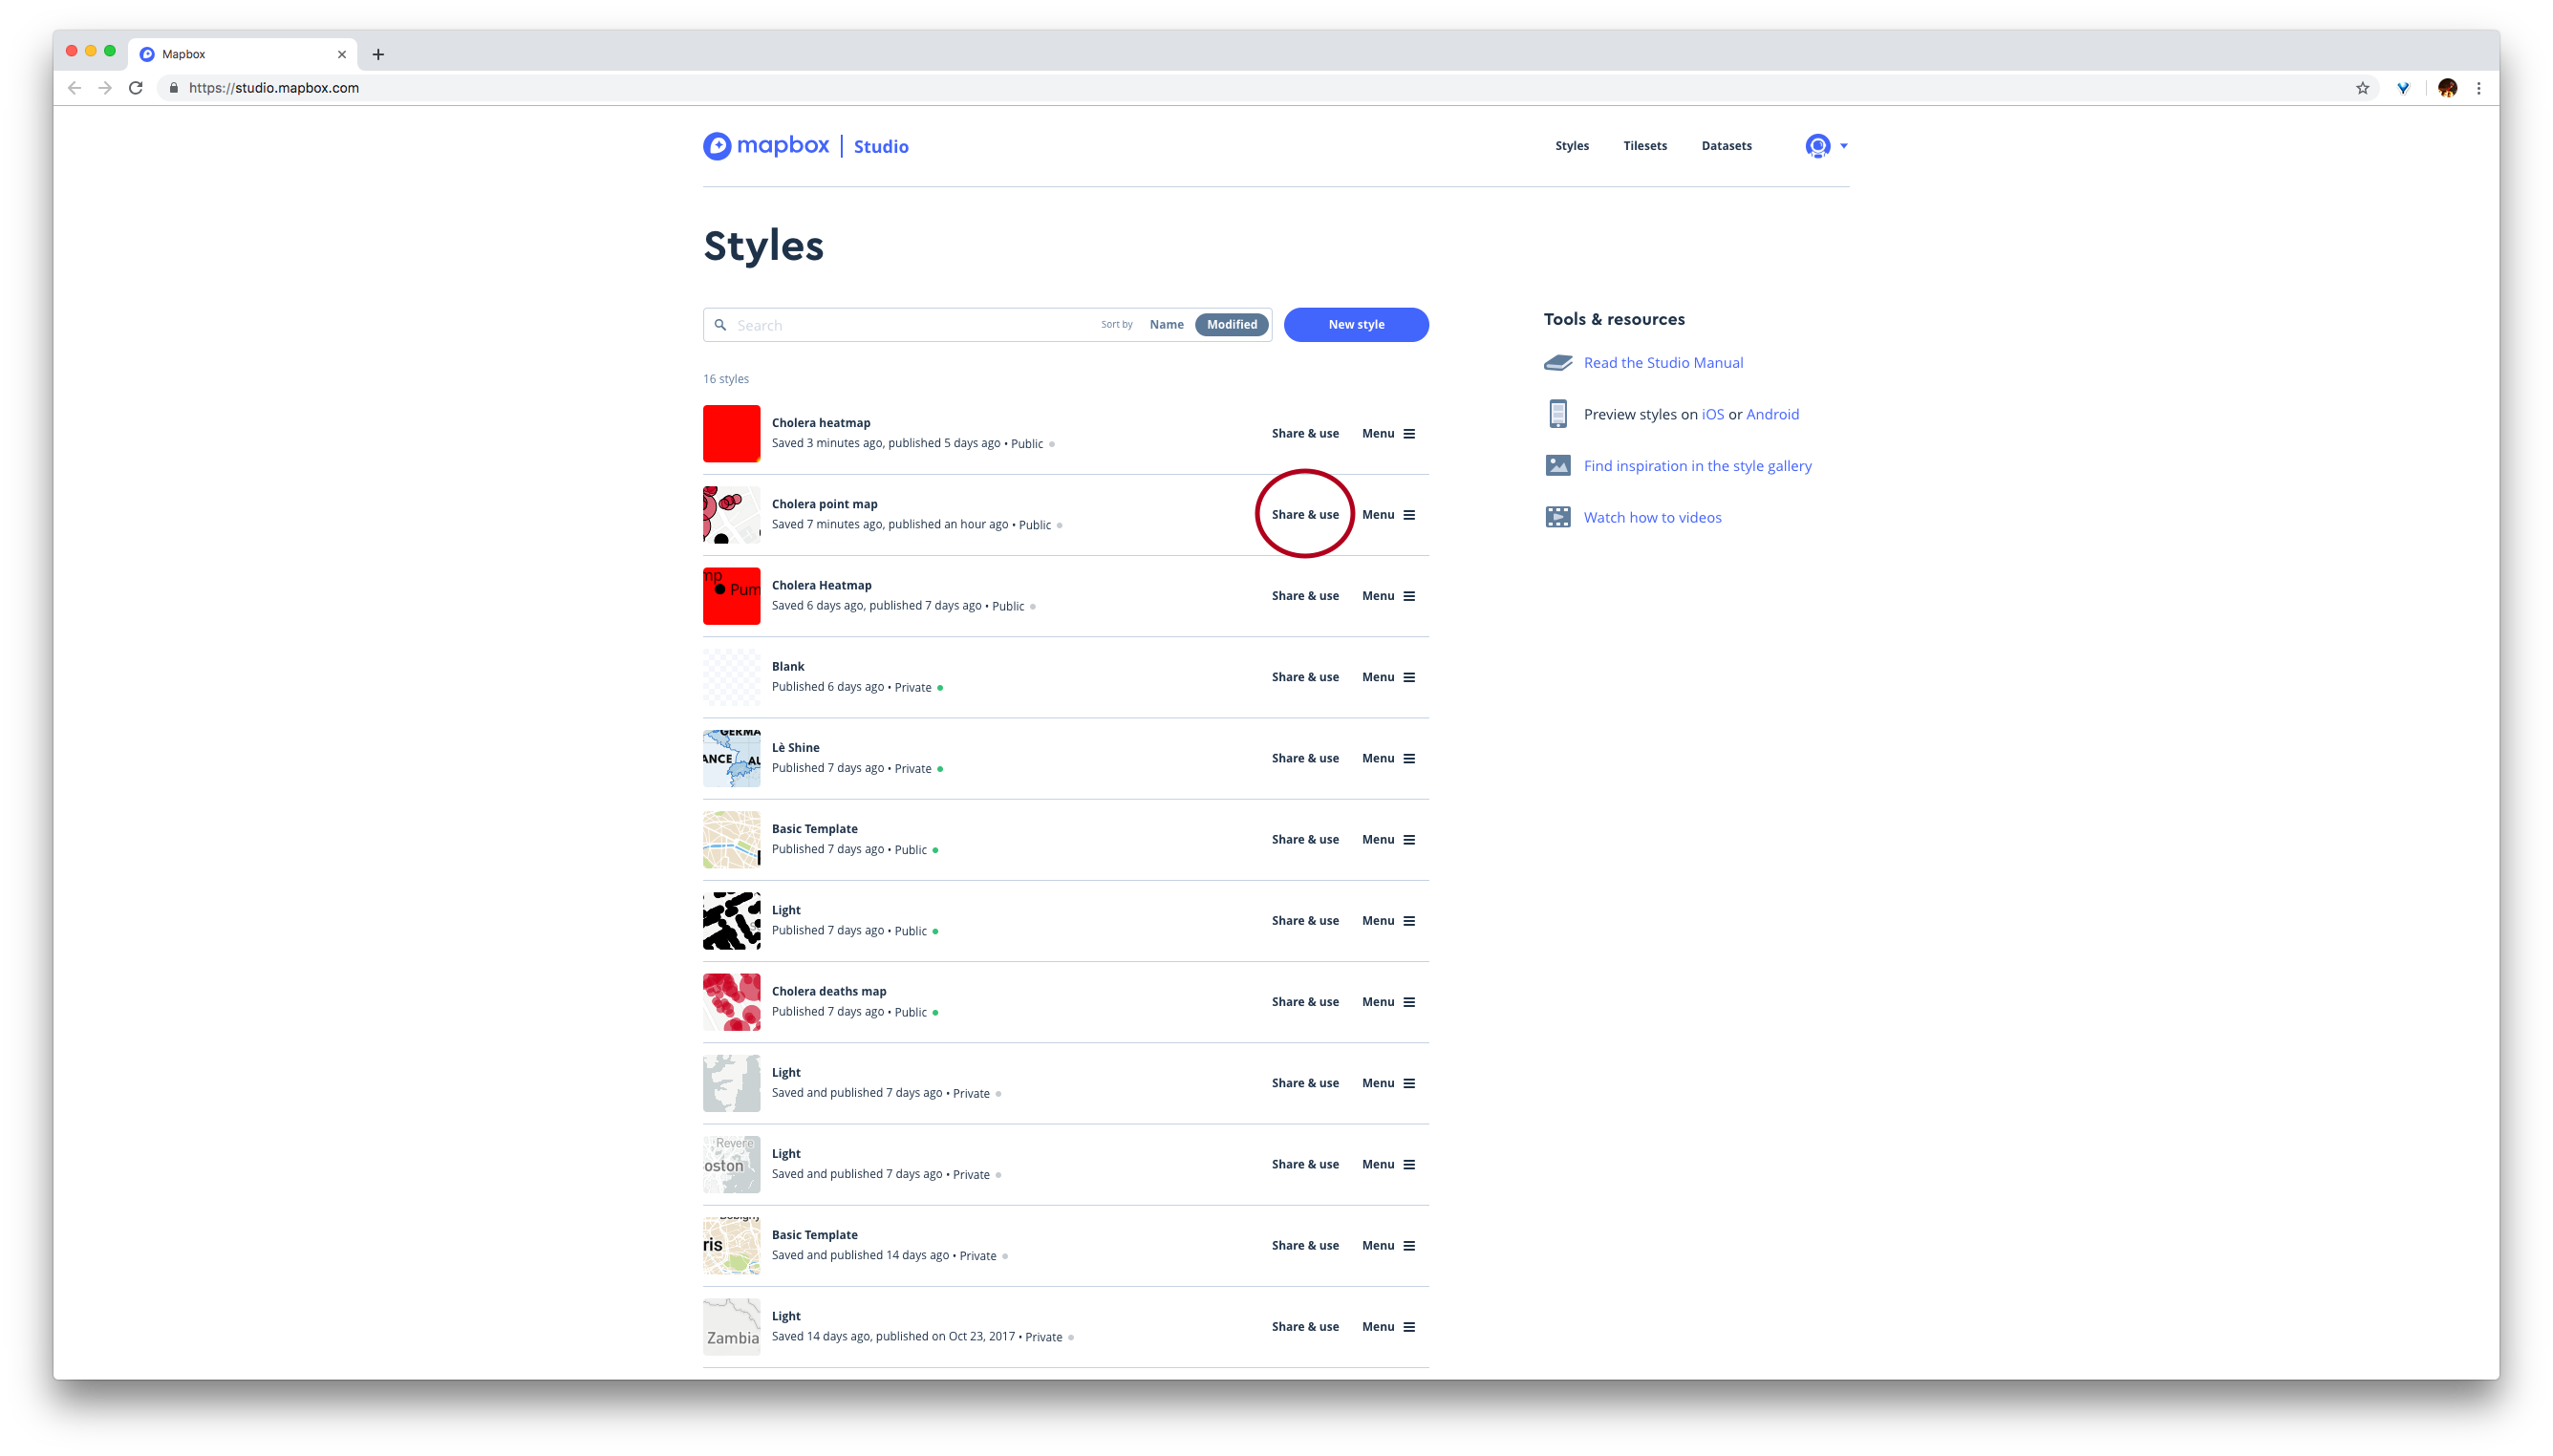 Mapbox
https://studio.mapbox.com
mapbox | Studio
Styles Tilesets Datasets
Styles
Search Sort by Name Modified New style
16 styles
Cholera heatmap
Saved 3 minutes ago, published 5 days ago • Public
Share & use Menu
Cholera point map
Saved 7 minutes ago, published an hour ago • Public
Share & use Menu
mp
Pum
Cholera Heatmap
Saved 6 days ago, published 7 days ago • Public
Share & use Menu
Blank
Published 6 days ago • Private
Share & use Menu
GERMA
ANCE AU
Lè Shine
Published 7 days ago • Private
Share & use Menu
Basic Template
Published 7 days ago • Public
Share & use Menu
Light
Published 7 days ago • Public
Share & use Menu
Cholera deaths map
Published 7 days ago • Public
Share & use Menu
Light
Saved and published 7 days ago • Private
Share & use Menu
Revere
oston
Light
Saved and published 7 days ago • Private
Share & use Menu
ris
Basic Template
Saved and published 14 days ago • Private
Share & use Menu
Zambia
Light
Saved 14 days ago, published on Oct 23, 2017 • Private
Share & use Menu
Tools & resources
Read the Studio Manual
Preview styles on iOS or Android
Find inspiration in the style gallery
Watch how to videos